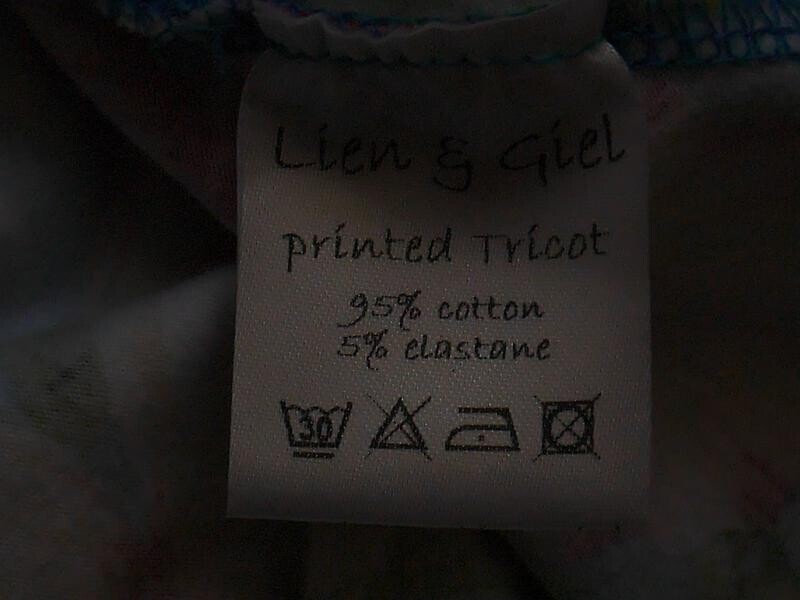 Lien & Giel
printed Tricot
95% cotton
5% elastane
30